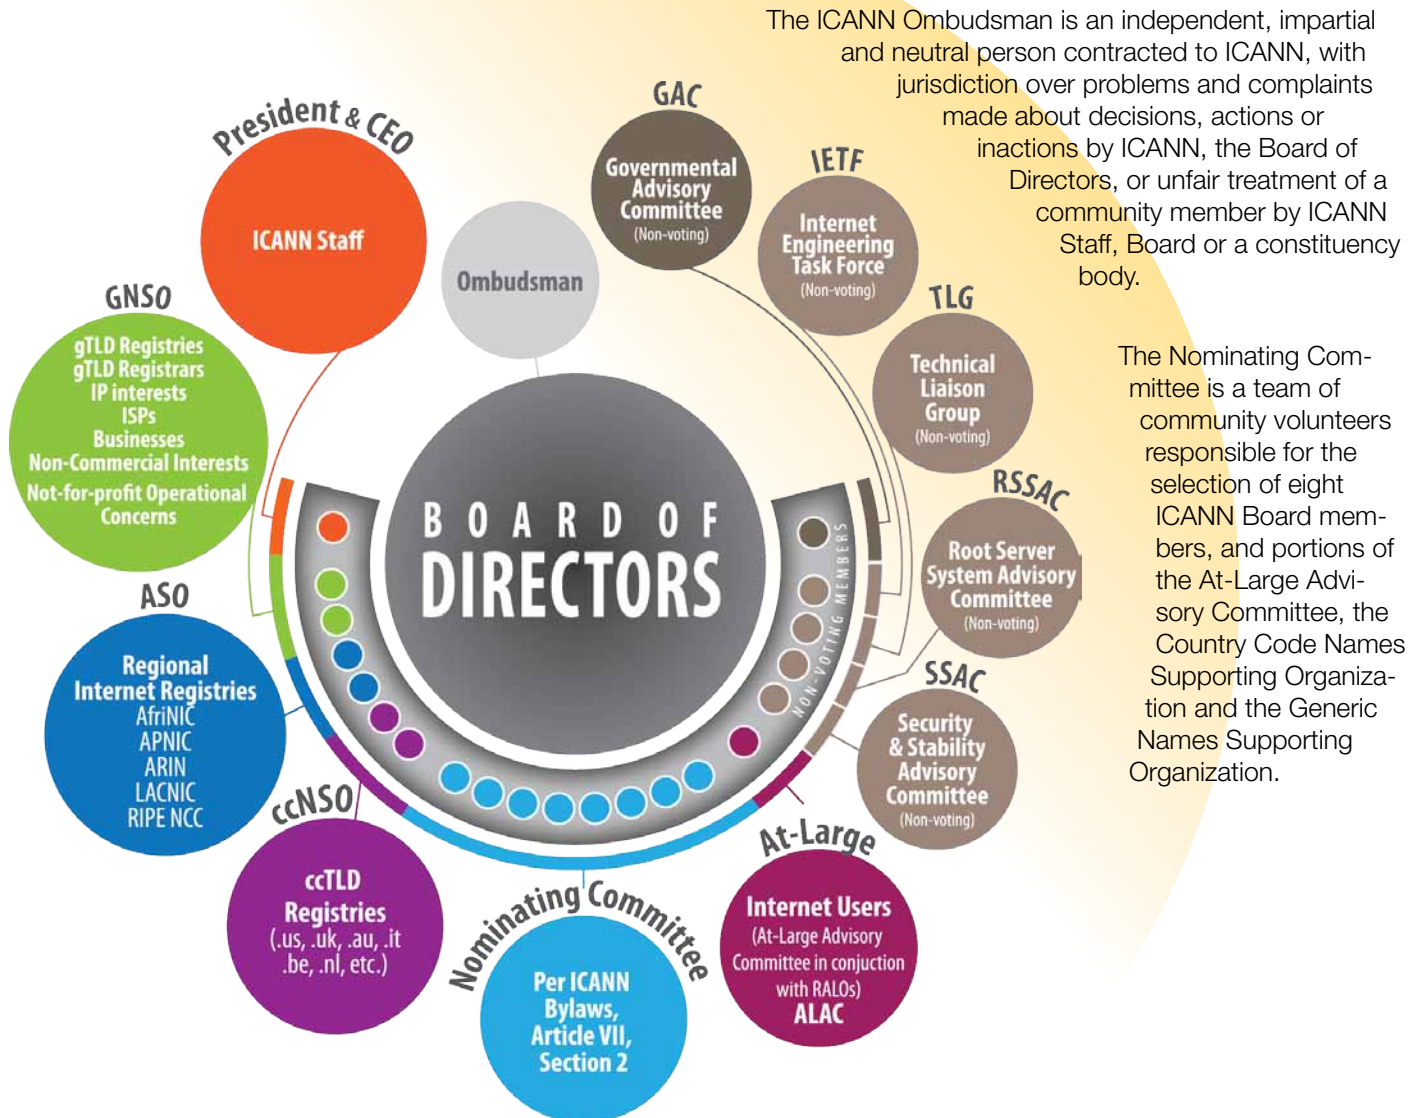 The ICANN Ombudsman is an independent, impartial
and neutral person contracted to ICANN, with
jurisdiction over problems and complaints
made about decisions, actions or
inactions by ICANN, the Board of
Directors, or unfair treatment of a
community member by ICANN
Staff, Board or a constituency
body.
The Nominating Com-
mittee is a team of
community volunteers
responsible for the
selection of eight
ICANN Board mem-
bers, and portions of
the At-Large Advi-
sory Committee, the
Country Code Names
Supporting Organiza-
tion and the Generic
Names Supporting
Organization.
President & CEO
ICANN Staff
Ombudsman
GAC
Governmental
Advisory
Committee
(Non-voting)
IETF
Internet
Engineering
Task Force
(Non-voting)
TLG
Technical
Liaison
Group
(Non-voting)
RSSAC
Root Server
System Advisory
Committee
(Non-voting)
SSAC
Security
& Stability
Advisory
Committee
(Non-voting)
GNSO
gTLD Registries
gTLD Registrars
IP interests
ISPs
Businesses
Non-Commercial Interests
Not-for-profit Operational
Concerns
BOARD OF
DIRECTORS
NON-VOTING MEMBERS
ASO
Regional
Internet Registries
AfriNIC
APNIC
ARIN
LACNIC
RIPE NCC
ccNSO
ccTLD
Registries
(.us, .uk, .au, .it
.be, .nl, etc.)
Nominating Committee
Per ICANN
Bylaws,
Article VII,
Section 2
At-Large
Internet Users
(At-Large Advisory
Committee in conjuction
with RALOs)
ALAC